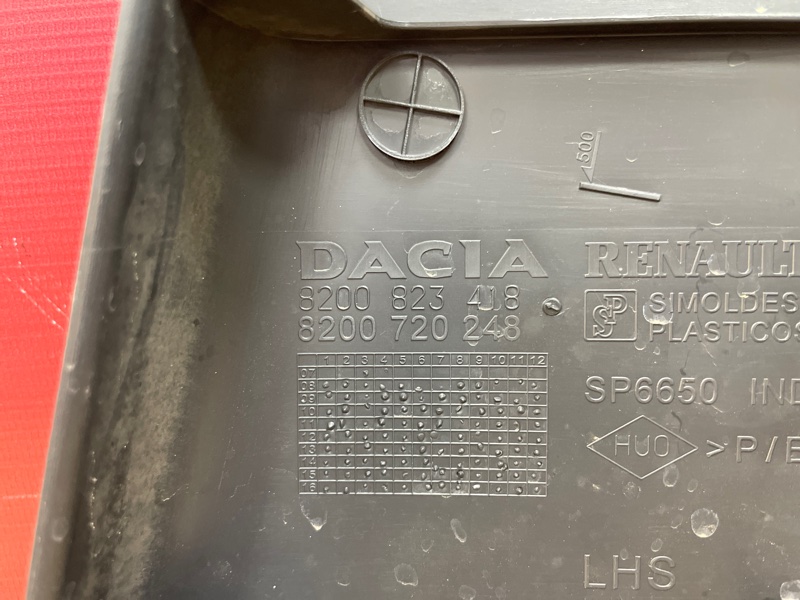 500
DACIA RENAULT
8200 823 418
8200 720 248
SIMOLDES
PLASTICOS
1 2 3 4 5 6 7 8 9 10 11 12
07
08
09
10
11
12
13
14
15
16
SP6650 IND
HUO >P/E
LHS